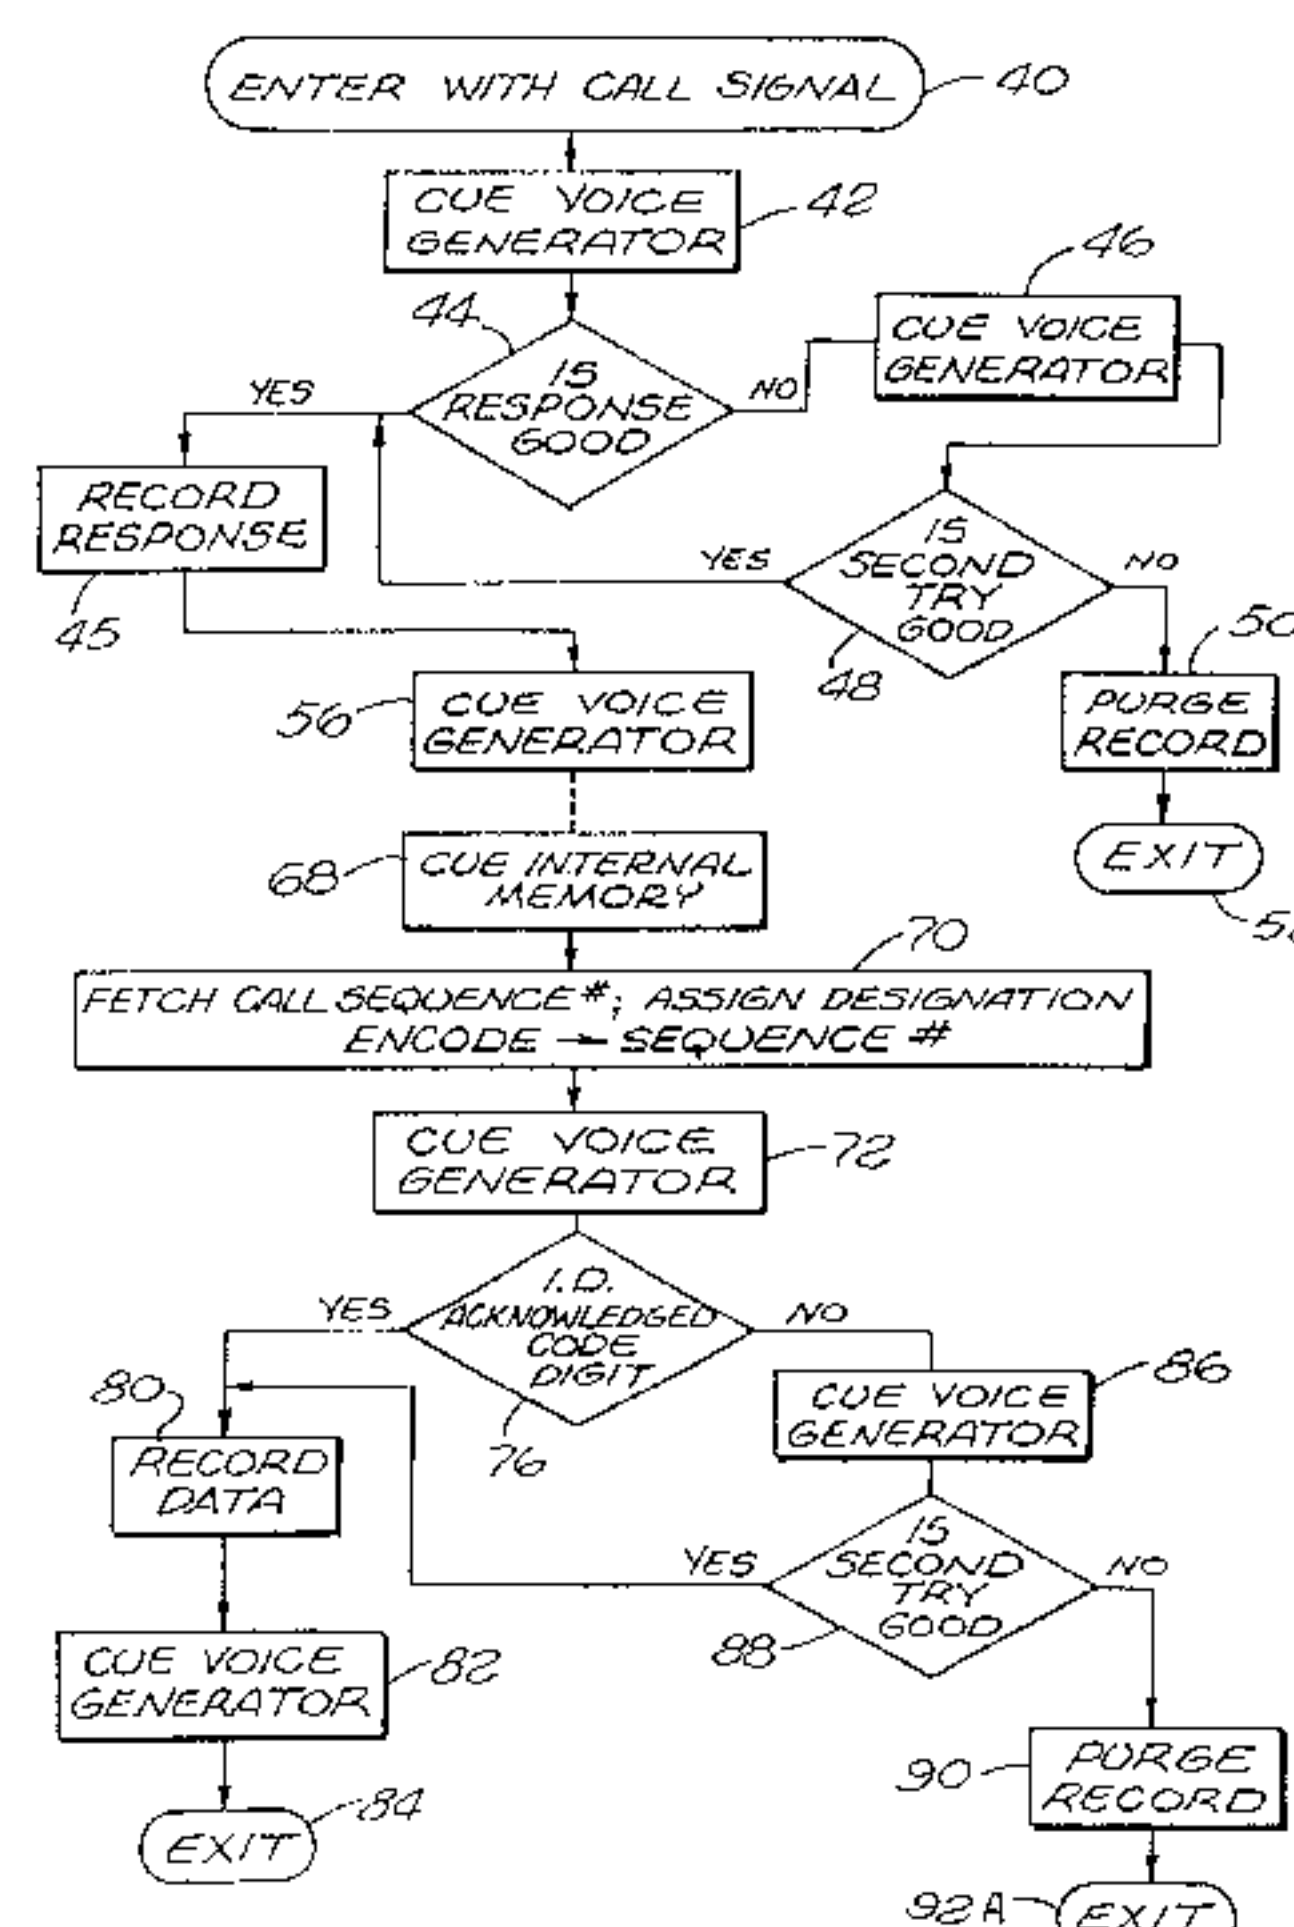 ENTER WITH CALL SIGNAL
40
CUE VOICE
GENERATOR
42
46
44
CUE VOICE
GENERATOR
IS
RESPONSE
GOOD
YES
NO
RECORD
RESPONSE
45
IS
SECOND
TRY
GOOD
YES
NO
48
50
PURGE
RECORD
56
CUE VOICE
GENERATOR
EXIT
68
CUE INTERNAL
MEMORY
70
FETCH CALL SEQUENCE #; ASSIGN DESIGNATION
ENCODE → SEQUENCE #
CUE VOICE
GENERATOR
72
I.D.
ACKNOWLEDGED
CODE
DIGIT
YES
NO
76
80
RECORD
DATA
CUE VOICE
GENERATOR
86
IS
SECOND
TRY
GOOD
YES
NO
88
CUE VOICE
GENERATOR
82
90
PURGE
RECORD
EXIT
84
92A
EXIT